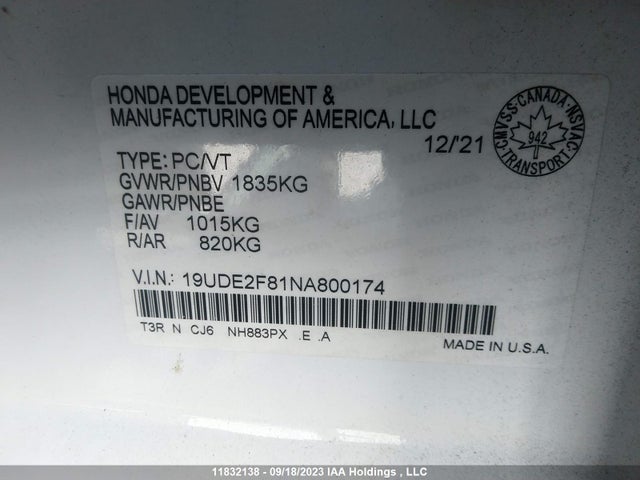 HONDA DEVELOPMENT &
MANUFACTURING OF AMERICA, LLC
12/'21
CMVSS·CANADA·NSVAC
942
TRANSPORT
TYPE: PC/VT
GVWR/PNBV 1835KG
GAWR/PNBE
F/AV 1015KG
R/AR 820KG
V.I.N.: 19UDE2F81NA800174
T3R N CJ6 NH883PX .E .A
MADE IN U.S.A.
11832138 - 09/18/2023 IAA Holdings , LLC